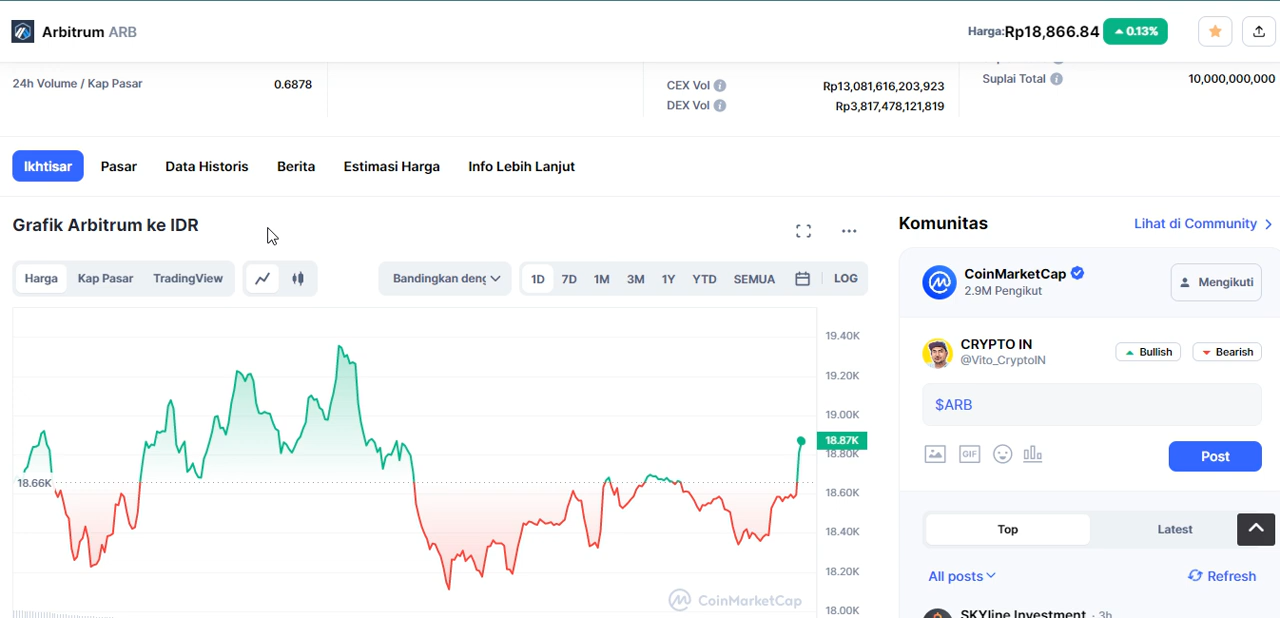 Arbitrum ARB
Harga:Rp18,866.84 0.13%
24h Volume / Kap Pasar 0.6878
CEX Vol Rp13,081,616,203,923
DEX Vol Rp3,817,478,121,819
Suplai Total 10,000,000,000
Ikhtisar Pasar Data Historis Berita Estimasi Harga Info Lebih Lanjut
Grafik Arbitrum ke IDR
Harga Kap Pasar TradingView
Bandingkan deng 1D 7D 1M 3M 1Y YTD SEMUA LOG
19.40K
19.20K
19.00K
18.87K
18.80K
18.66K
18.60K
18.40K
18.20K
18.00K
CoinMarketCap
Komunitas
Lihat di Community
CoinMarketCap
2.9M Pengikut
Mengikuti
CRYPTO IN
@Vito_CryptoIN
Bullish Bearish
$ARB
GIF
Post
Top Latest
All posts Refresh
SKYline Investment · 3h